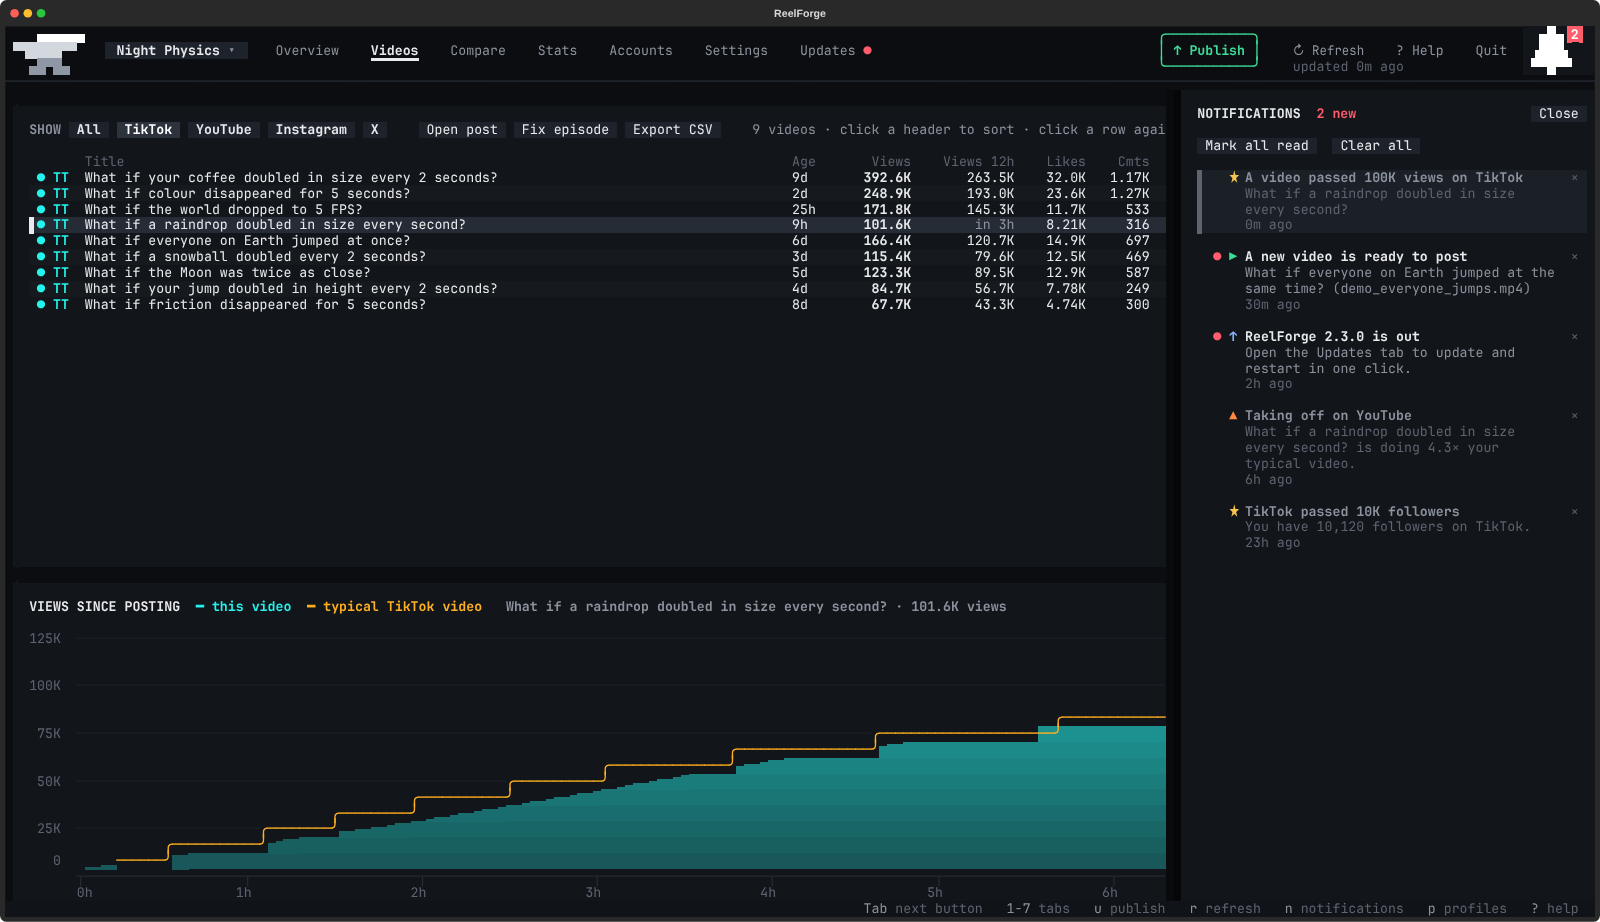 ReelForge
Night Physics ▾ Overview Videos Compare Stats Accounts Settings Updates ●
↑ Publish
↻ Refresh ? Help Quit
updated 0m ago
2
SHOW All TikTok YouTube Instagram X Open post Fix episode Export CSV 9 videos · click a header to sort · click a row agai
Title Age Views Views 12h Likes Cmts
● TT What if your coffee doubled in size every 2 seconds? 9d 392.6K 263.5K 32.0K 1.17K
● TT What if colour disappeared for 5 seconds? 2d 248.9K 193.0K 23.6K 1.27K
● TT What if the world dropped to 5 FPS? 25h 171.8K 145.3K 11.7K 533
● TT What if a raindrop doubled in size every second? 9h 101.6K in 3h 8.21K 316
● TT What if everyone on Earth jumped at once? 6d 166.4K 120.7K 14.9K 697
● TT What if a snowball doubled every 2 seconds? 3d 115.4K 79.6K 12.5K 469
● TT What if the Moon was twice as close? 5d 123.3K 89.5K 12.9K 587
● TT What if your jump doubled in height every 2 seconds? 4d 84.7K 56.7K 7.78K 249
● TT What if friction disappeared for 5 seconds? 8d 67.7K 43.3K 4.74K 300
VIEWS SINCE POSTING this video typical TikTok video What if a raindrop doubled in size every second? · 101.6K views
125K
100K
75K
50K
25K
0
0h 1h 2h 3h 4h 5h 6h
NOTIFICATIONS 2 new Close
Mark all read Clear all
★ A video passed 100K views on TikTok ×
What if a raindrop doubled in size
every second?
0m ago
● ▶ A new video is ready to post ×
What if everyone on Earth jumped at the
same time? (demo_everyone_jumps.mp4)
30m ago
● ↑ ReelForge 2.3.0 is out ×
Open the Updates tab to update and
restart in one click.
2h ago
▲ Taking off on YouTube ×
What if a raindrop doubled in size
every second? is doing 4.3× your
typical video.
6h ago
★ TikTok passed 10K followers ×
You have 10,120 followers on TikTok.
23h ago
Tab next button 1-7 tabs u publish r refresh n notifications p profiles ? help